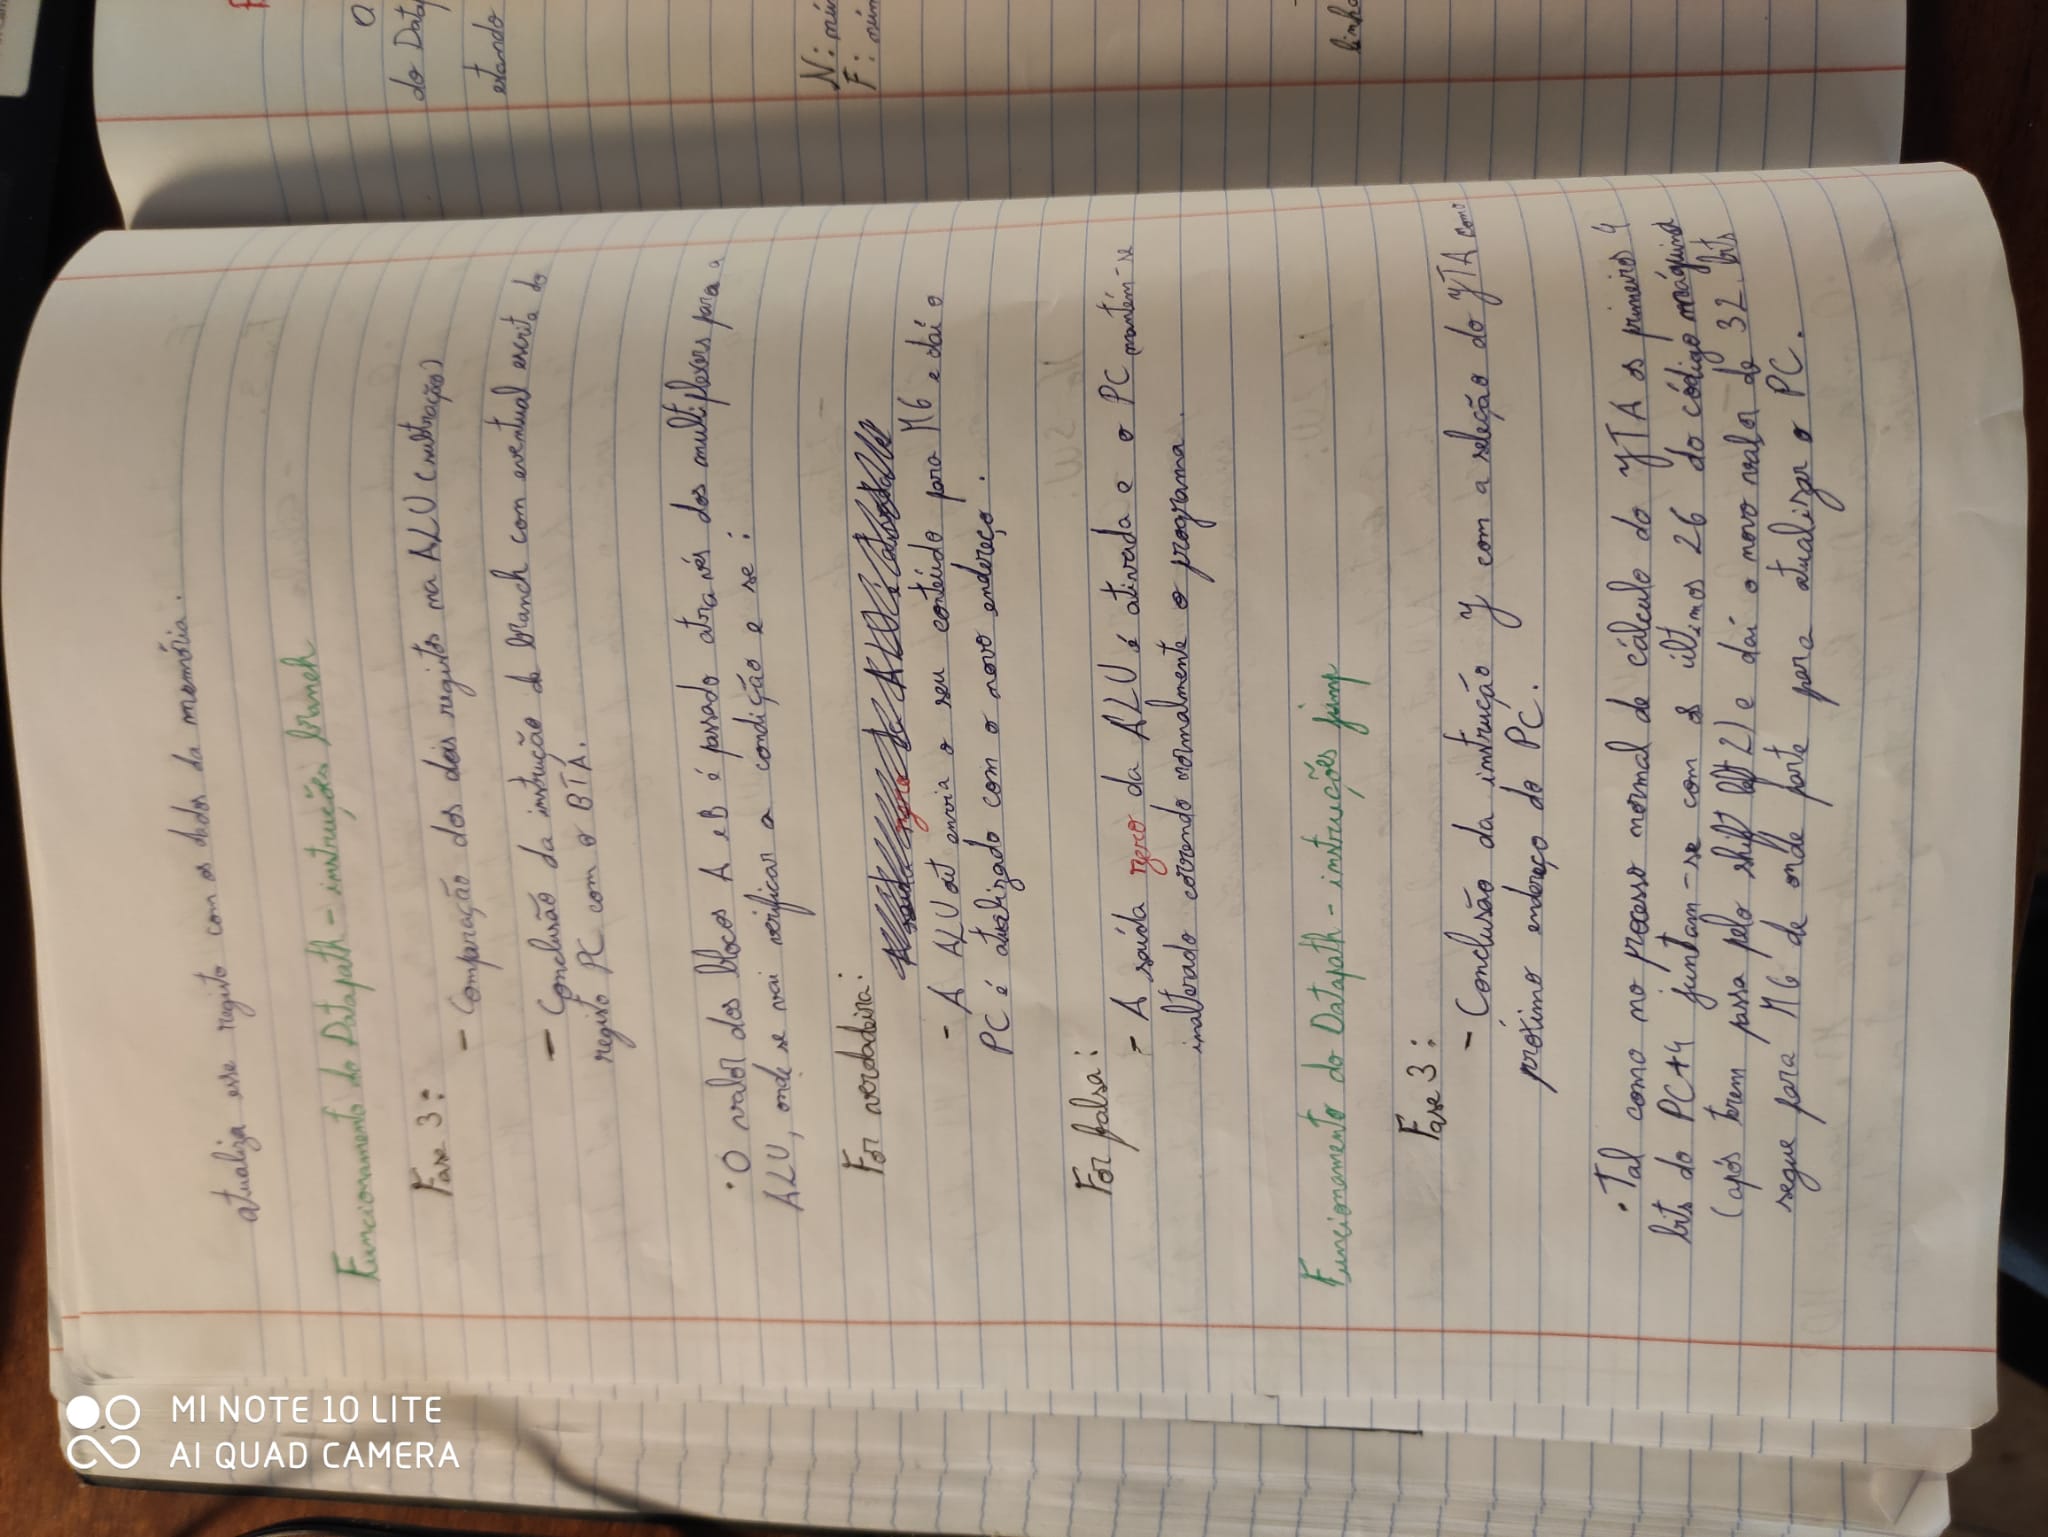 atualiza esse registo com os dados da memória.
Funcionamento do Datapath - instruções branch
Fase 3:
- Comparação dos dois registos na ALU (subtração)
- Conclusão da instrução de branch com eventual escrita do
registo PC com o BTA.
• O valor dos blocos A e B é passado através dos multiplexers para a
ALU, onde se vai verificar a condição e se:
For verdadeira:
- A ALU out envia o seu conteúdo para M6 e daí o
PC é atualizado com o novo endereço.
For falsa:
- A saída zero da ALU é ativada e o PC mantém-se
inalterado correndo normalmente o programa.
Funcionamento do Datapath - instruções jump
Fase 3:
- Conclusão da instrução J com a seleção do JTA como
próximo endereço do PC.
• Tal como no processo normal de cálculo do JTA os primeiros 4
bits do PC+4 juntam-se com os últimos 26 do código máquina
(após terem passa pelo shift left 2) e daí o novo valor de 32 bits
segue para M6 de onde parte para atualizar o PC.
MI NOTE 10 LITE
AI QUAD CAMERA
O
do Datap
estando
N: nú
F: núm
linha